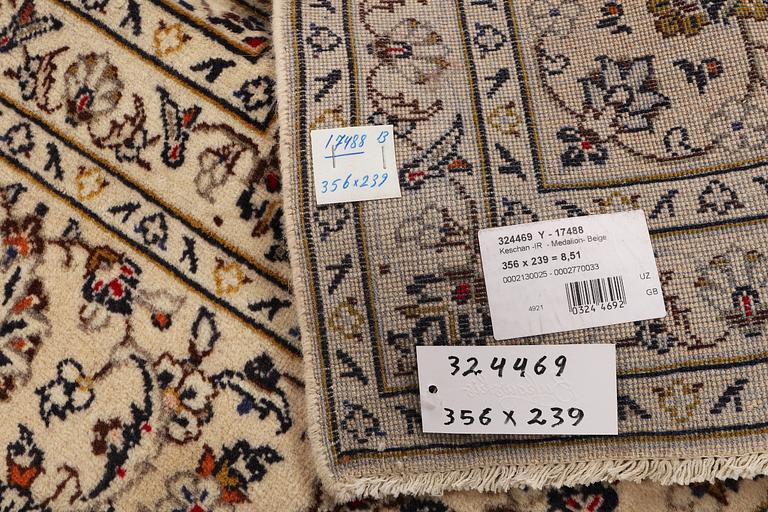 17488 B
356x239
324469 Y - 17488
Keschan -IR - Medalion- Beige
356 x 239 = 8,51
0002130025 - 0002770033
UZ
4921
GB
0324 4692
324469
356 x 239